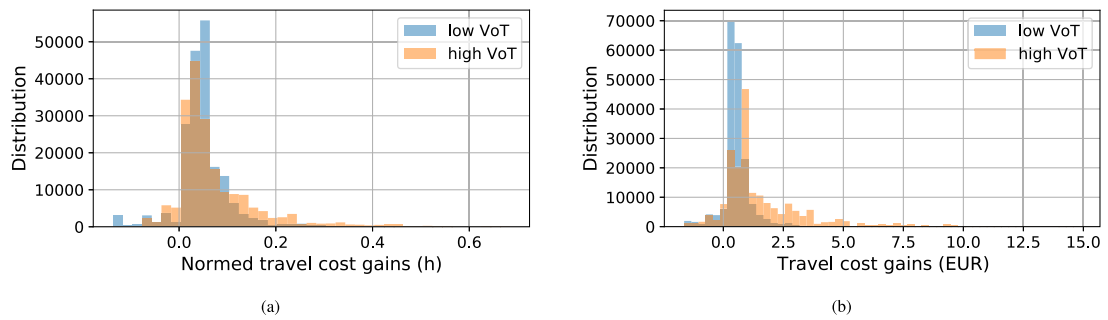 low VoT
high VoT
50000
40000
30000
20000
10000
0
Distribution
0.0
0.2
0.4
0.6
Normed travel cost gains (h)
(a)
low VoT
high VoT
70000
60000
50000
40000
30000
20000
10000
0
Distribution
0.0
2.5
5.0
7.5
10.0
12.5
15.0
Travel cost gains (EUR)
(b)